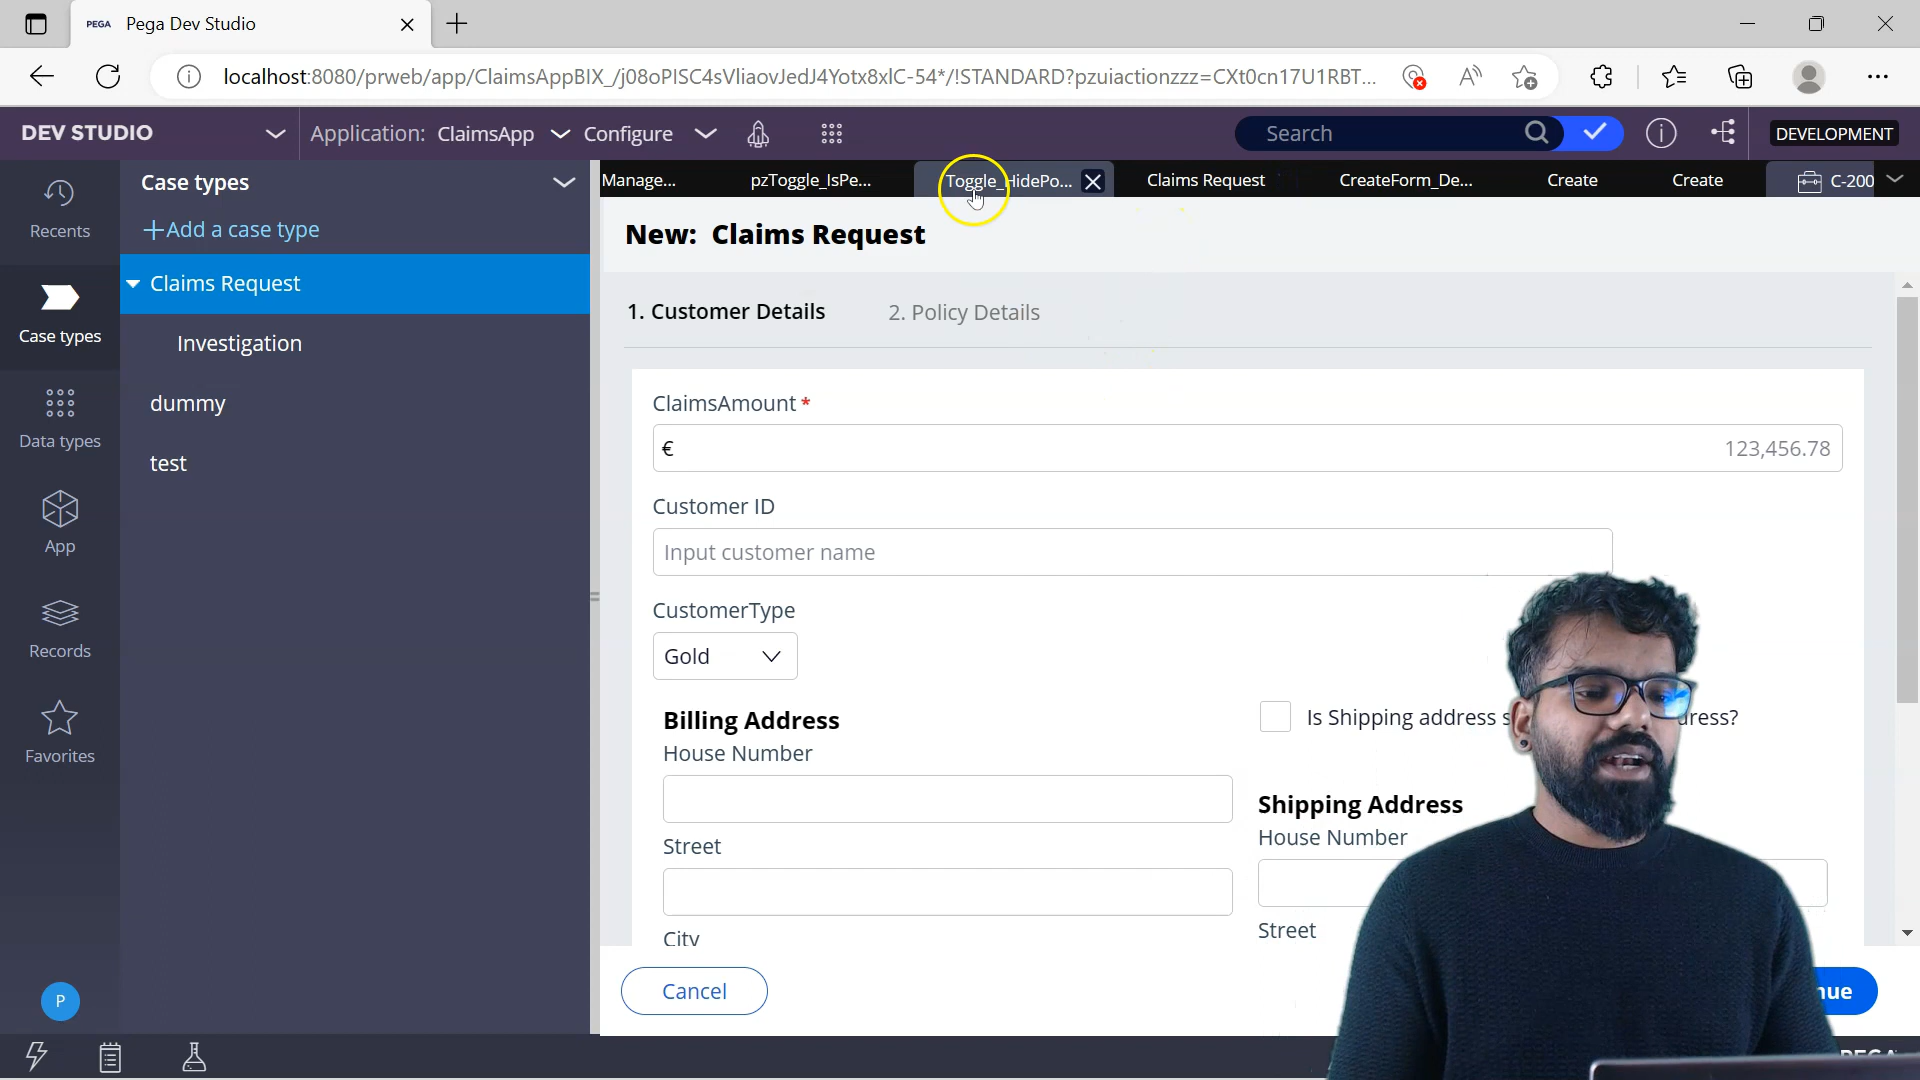 PEGA Pega Dev Studio
localhost:8080/prweb/app/ClaimsAppBIX_/j08oPISC4sVliaovJedJ4Yotx8xlC-54*/!STANDARD?pzuiactionzzz=CXt0cn17U1RBT...
DEV STUDIO Application: ClaimsApp Configure Search DEVELOPMENT
Manage... pzToggle_IsPe... Toggle_HidePo... Claims Request CreateForm_De... Create Create C-200
Recents
Case types
Data types
App
Records
Favorites
P
Case types
+Add a case type
Claims Request
Investigation
dummy
test
New: Claims Request
1. Customer Details 2. Policy Details
ClaimsAmount *
€ 123,456.78
Customer ID
Input customer name
CustomerType
Gold
Billing Address
House Number
Street
City
Is Shipping address
Shipping Address
House Number
Street
Cancel